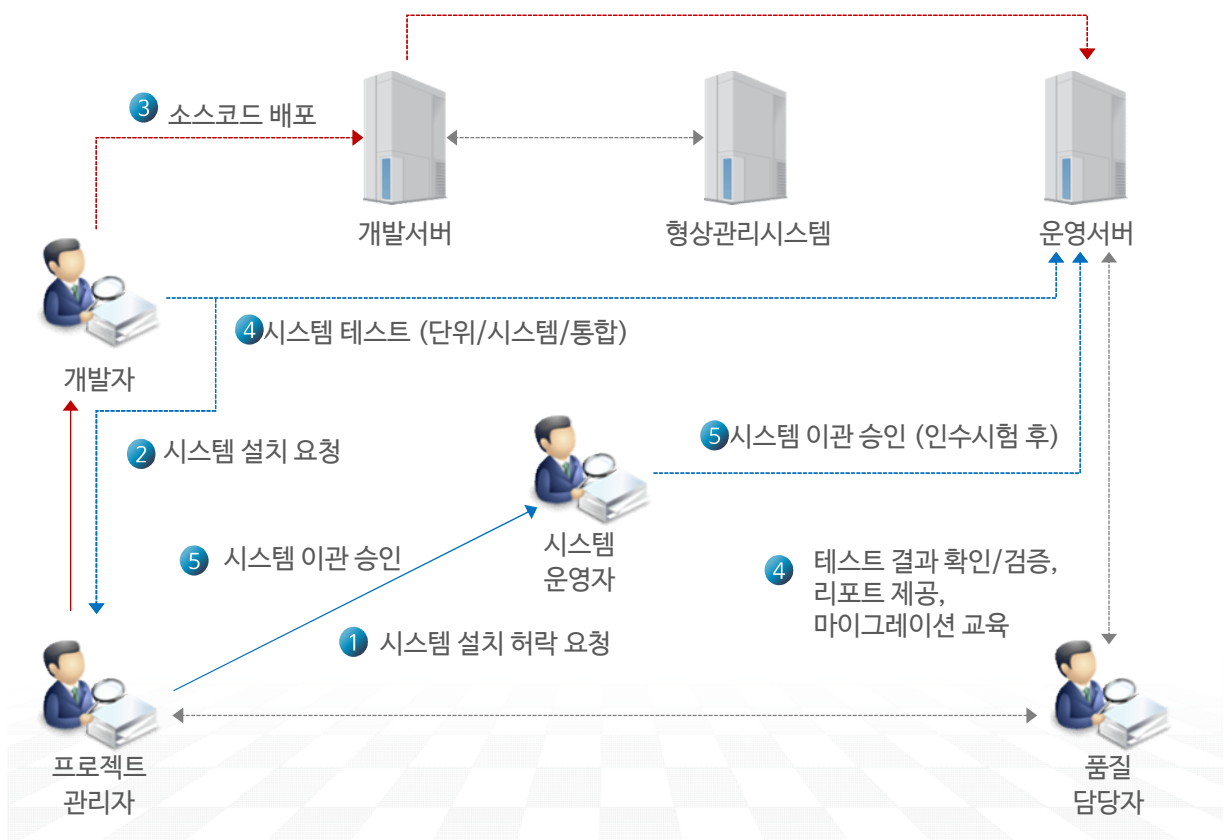 3 소스코드 배포
개발서버
형상관리시스템
운영서버
4 시스템 테스트 (단위/시스템/통합)
개발자
2 시스템 설치 요청
5 시스템 이관 승인 (인수시험 후)
5 시스템 이관 승인
시스템
운영자
4 테스트 결과 확인/검증,
리포트 제공,
마이그레이션 교육
1 시스템 설치 허락 요청
프로젝트
관리자
품질
담당자